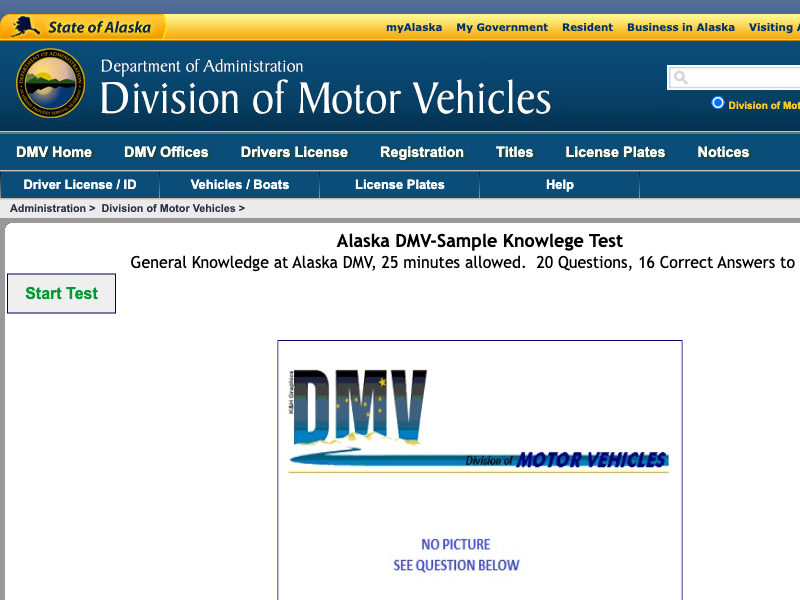 State of Alaska
myAlaska My Government Resident Business in Alaska Visiting
Department of Administration
Division of Motor Vehicles
Division of Mot
DMV Home DMV Offices Drivers License Registration Titles License Plates Notices
Driver License / ID Vehicles / Boats License Plates Help
Administration > Division of Motor Vehicles >
Alaska DMV-Sample Knowlege Test
General Knowledge at Alaska DMV, 25 minutes allowed. 20 Questions, 16 Correct Answers to
Start Test
K&H Graphics
DMV
Division of MOTOR VEHICLES
NO PICTURE
SEE QUESTION BELOW